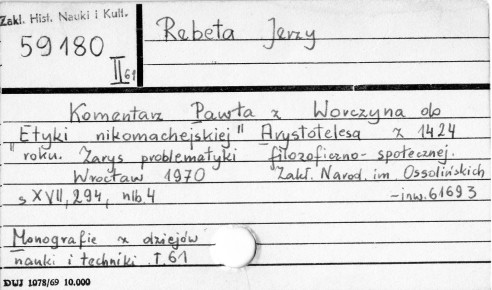 Zakł. Hist. Nauki i Kult.
59180
II 61
Rebeta Jerzy
Komentarz Pawła z Worczyna do
"Etyki nikomachejskiej" Arystotelesa z 1424
roku. Zarys problematyki filozoficzno-społecznej.
Wrocław 1970 Zakł. Narod. im. Ossolińskich
s XVII, 294, nlb. 4 -inw. 61693
Monografie z dziejów
nauki i techniki. T. 61
DUJ 1078/69 10.000